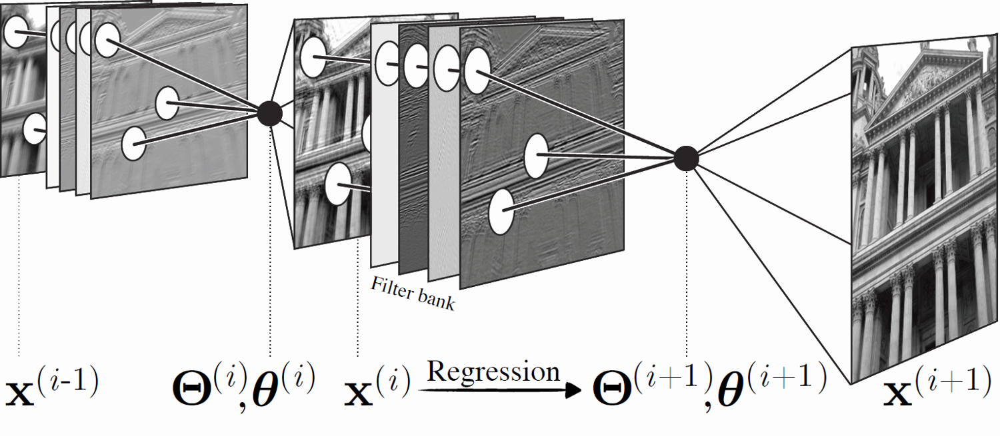 Filter bank
x^(i-1) Θ^(i), θ^(i) x^(i) Regression Θ^(i+1), θ^(i+1) x^(i+1)